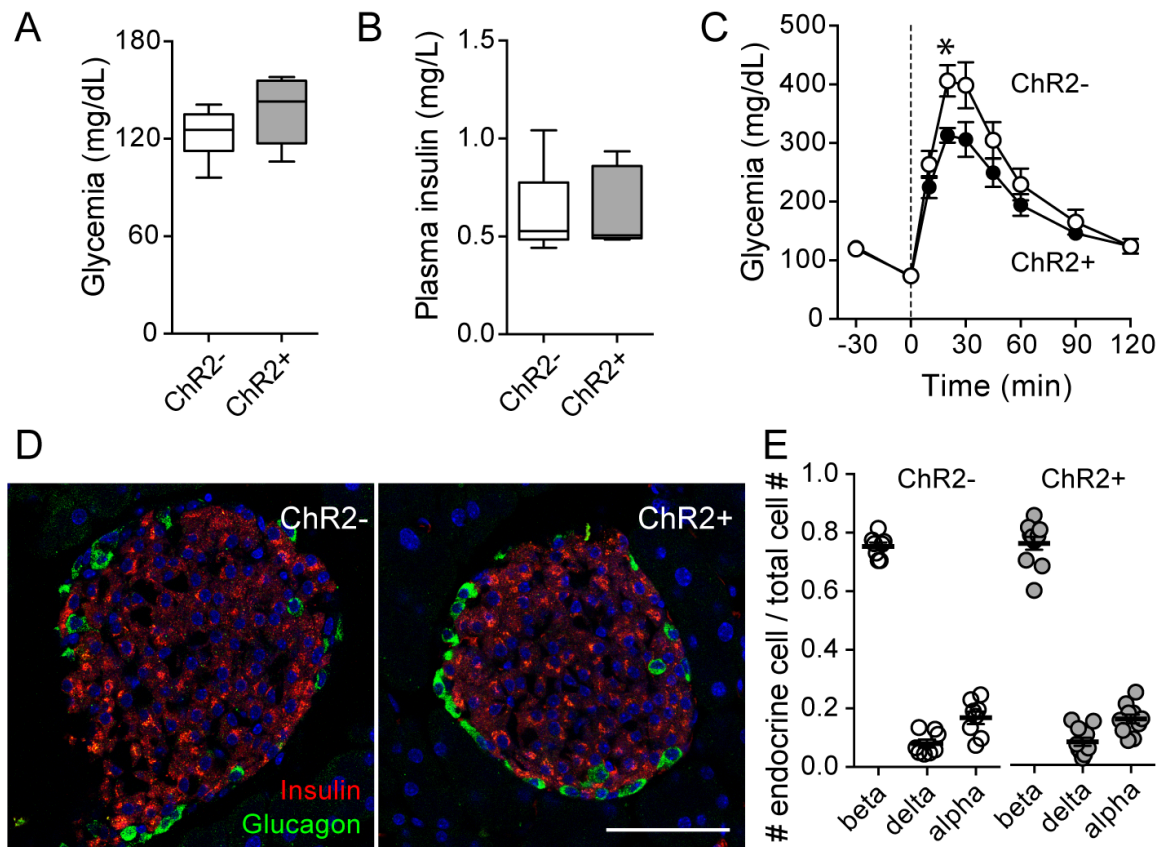 A
Glycemia (mg/dL)
180
120
60
0
ChR2-
ChR2+
B
Plasma insulin (mg/L)
1.5
1.0
0.5
0.0
ChR2-
ChR2+
C
Glycemia (mg/dL)
500
400
300
200
100
0
*
ChR2-
ChR2+
-30 0 30 60 90 120
Time (min)
D
ChR2-
Insulin
Glucagon
ChR2+
E
# endocrine cell / total cell #
1.0
0.8
0.6
0.4
0.2
0.0
ChR2-
ChR2+
beta
delta
alpha
beta
delta
alpha